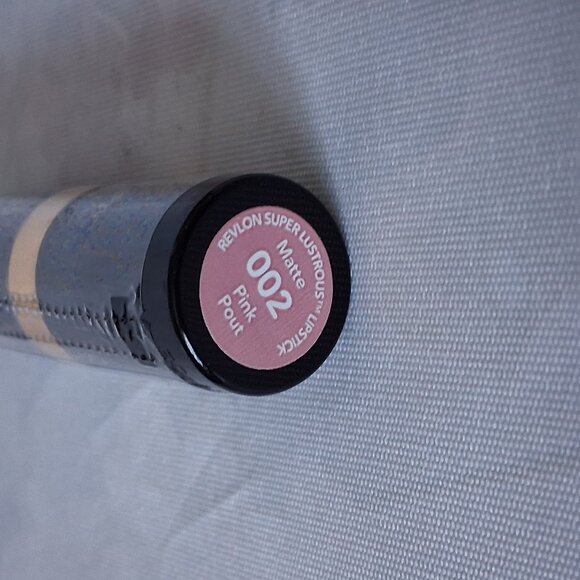 REVLON SUPER LUSTROUS™ LIPSTICK
Matte
002
Pink
Pout